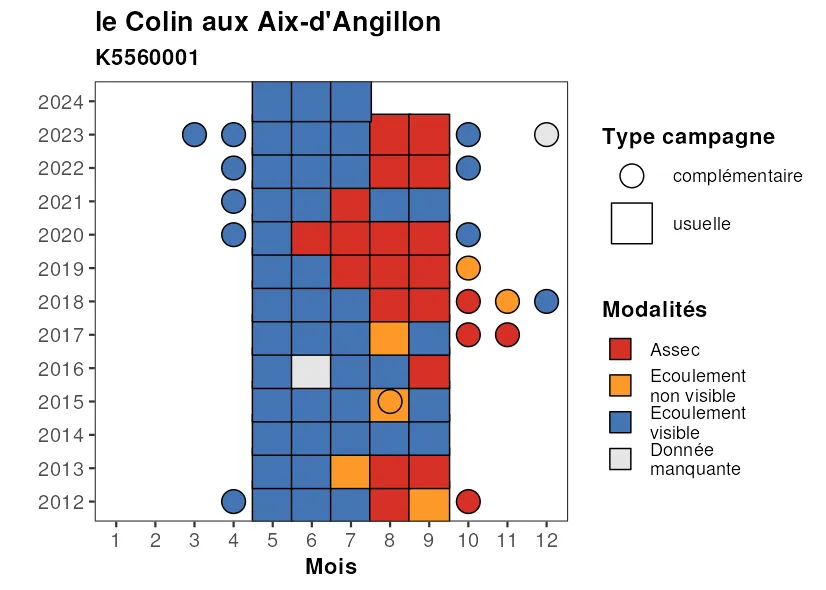 le Colin aux Aix-d'Angillon
K5560001
2024
2023
2022
2021
2020
2019
2018
2017
2016
2015
2014
2013
2012
1 2 3 4 5 6 7 8 9 10 11 12
Mois
Type campagne
complémentaire
usuelle
Modalités
Assec
Ecoulement
non visible
Ecoulement
visible
Donnée
manquante